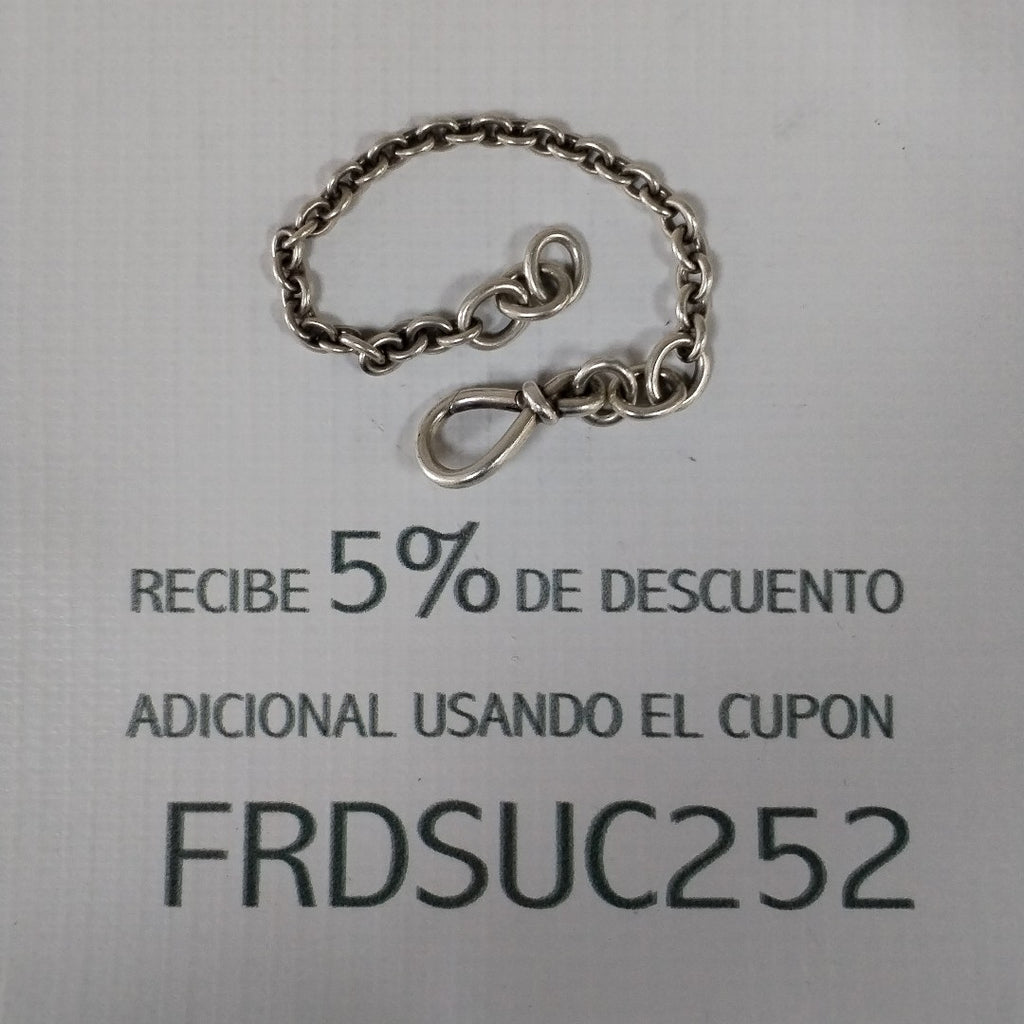 RECIBE 5% DE DESCUENTO
ADICIONAL USANDO EL CUPON
FRDSUC252